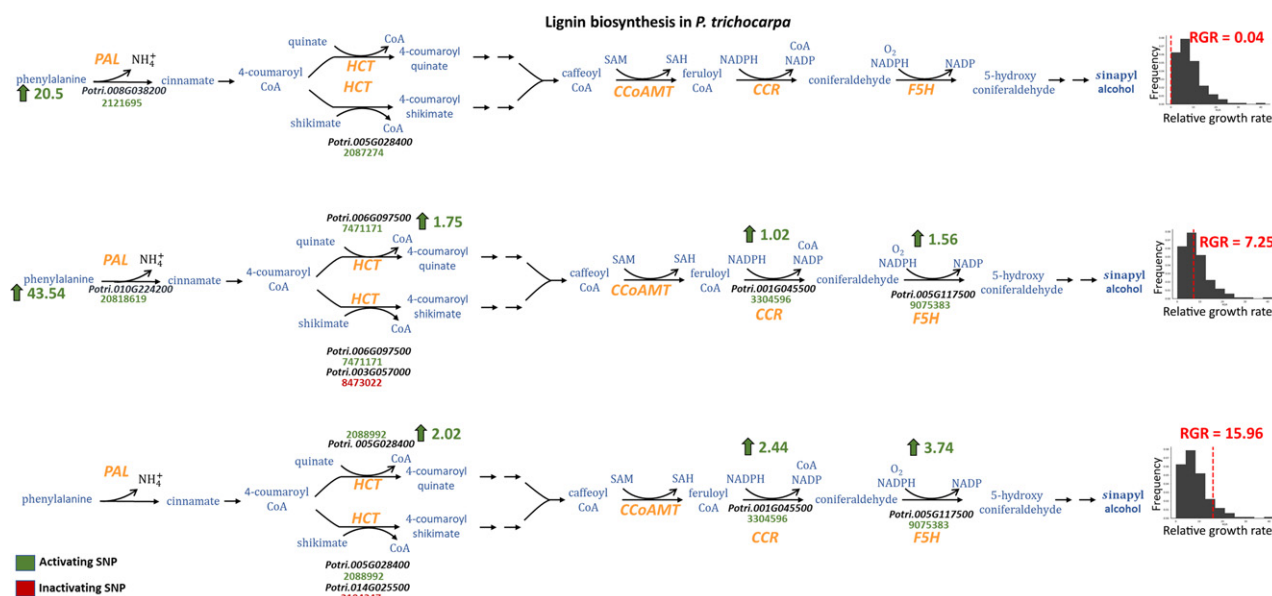 Lignin biosynthesis in P. trichocarpa
phenylalanine
20.5
PAL
NH4+
Potri.008G038200
2121695
cinnamate
4-coumaroyl
CoA
quinate
CoA
HCT
4-coumaroyl
quinate
HCT
4-coumaroyl
shikimate
shikimate
CoA
Potri.005G028400
2087274
caffeoyl
CoA
SAM
SAH
CCoAMT
feruloyl
CoA
NADPH
CoA
NADP
CCR
coniferaldehyde
O2
NADPH
NADP
F5H
5-hydroxy
coniferaldehyde
sinapyl
alcohol
Frequency
RGR = 0.04
Relative growth rate
phenylalanine
43.54
PAL
NH4+
Potri.010G224200
20818619
cinnamate
4-coumaroyl
CoA
Potri.006G097500
7471171
1.75
quinate
CoA
HCT
4-coumaroyl
quinate
HCT
4-coumaroyl
shikimate
shikimate
CoA
Potri.006G097500
7471171
Potri.003G057000
8473022
caffeoyl
CoA
SAM
SAH
CCoAMT
feruloyl
CoA
1.02
NADPH
CoA
NADP
Potri.001G045500
3304596
CCR
coniferaldehyde
1.56
O2
NADPH
NADP
Potri.005G117500
9075383
F5H
5-hydroxy
coniferaldehyde
sinapyl
alcohol
Frequency
RGR = 7.25
Relative growth rate
phenylalanine
PAL
NH4+
cinnamate
4-coumaroyl
CoA
2088992
Potri. 005G028400
2.02
quinate
CoA
HCT
4-coumaroyl
quinate
HCT
4-coumaroyl
shikimate
shikimate
CoA
Potri.005G028400
2088992
Potri.014G025500
caffeoyl
CoA
SAM
SAH
CCoAMT
feruloyl
CoA
2.44
NADPH
CoA
NADP
Potri.001G045500
3304596
CCR
coniferaldehyde
3.74
O2
NADPH
NADP
Potri.005G117500
9075383
F5H
5-hydroxy
coniferaldehyde
sinapyl
alcohol
Frequency
RGR = 15.96
Relative growth rate
Activating SNP
Inactivating SNP